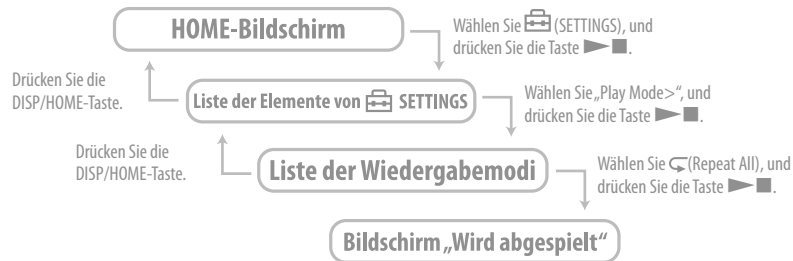 HOME-Bildschirm
Wählen Sie (SETTINGS), und
drücken Sie die Taste ►■.
Drücken Sie die
DISP/HOME-Taste.
Liste der Elemente von SETTINGS
Wählen Sie „Play Mode>“, und
drücken Sie die Taste ►■.
Drücken Sie die
DISP/HOME-Taste.
Liste der Wiedergabemodi
Wählen Sie (Repeat All), und
drücken Sie die Taste ►■.
Bildschirm „Wird abgespielt“